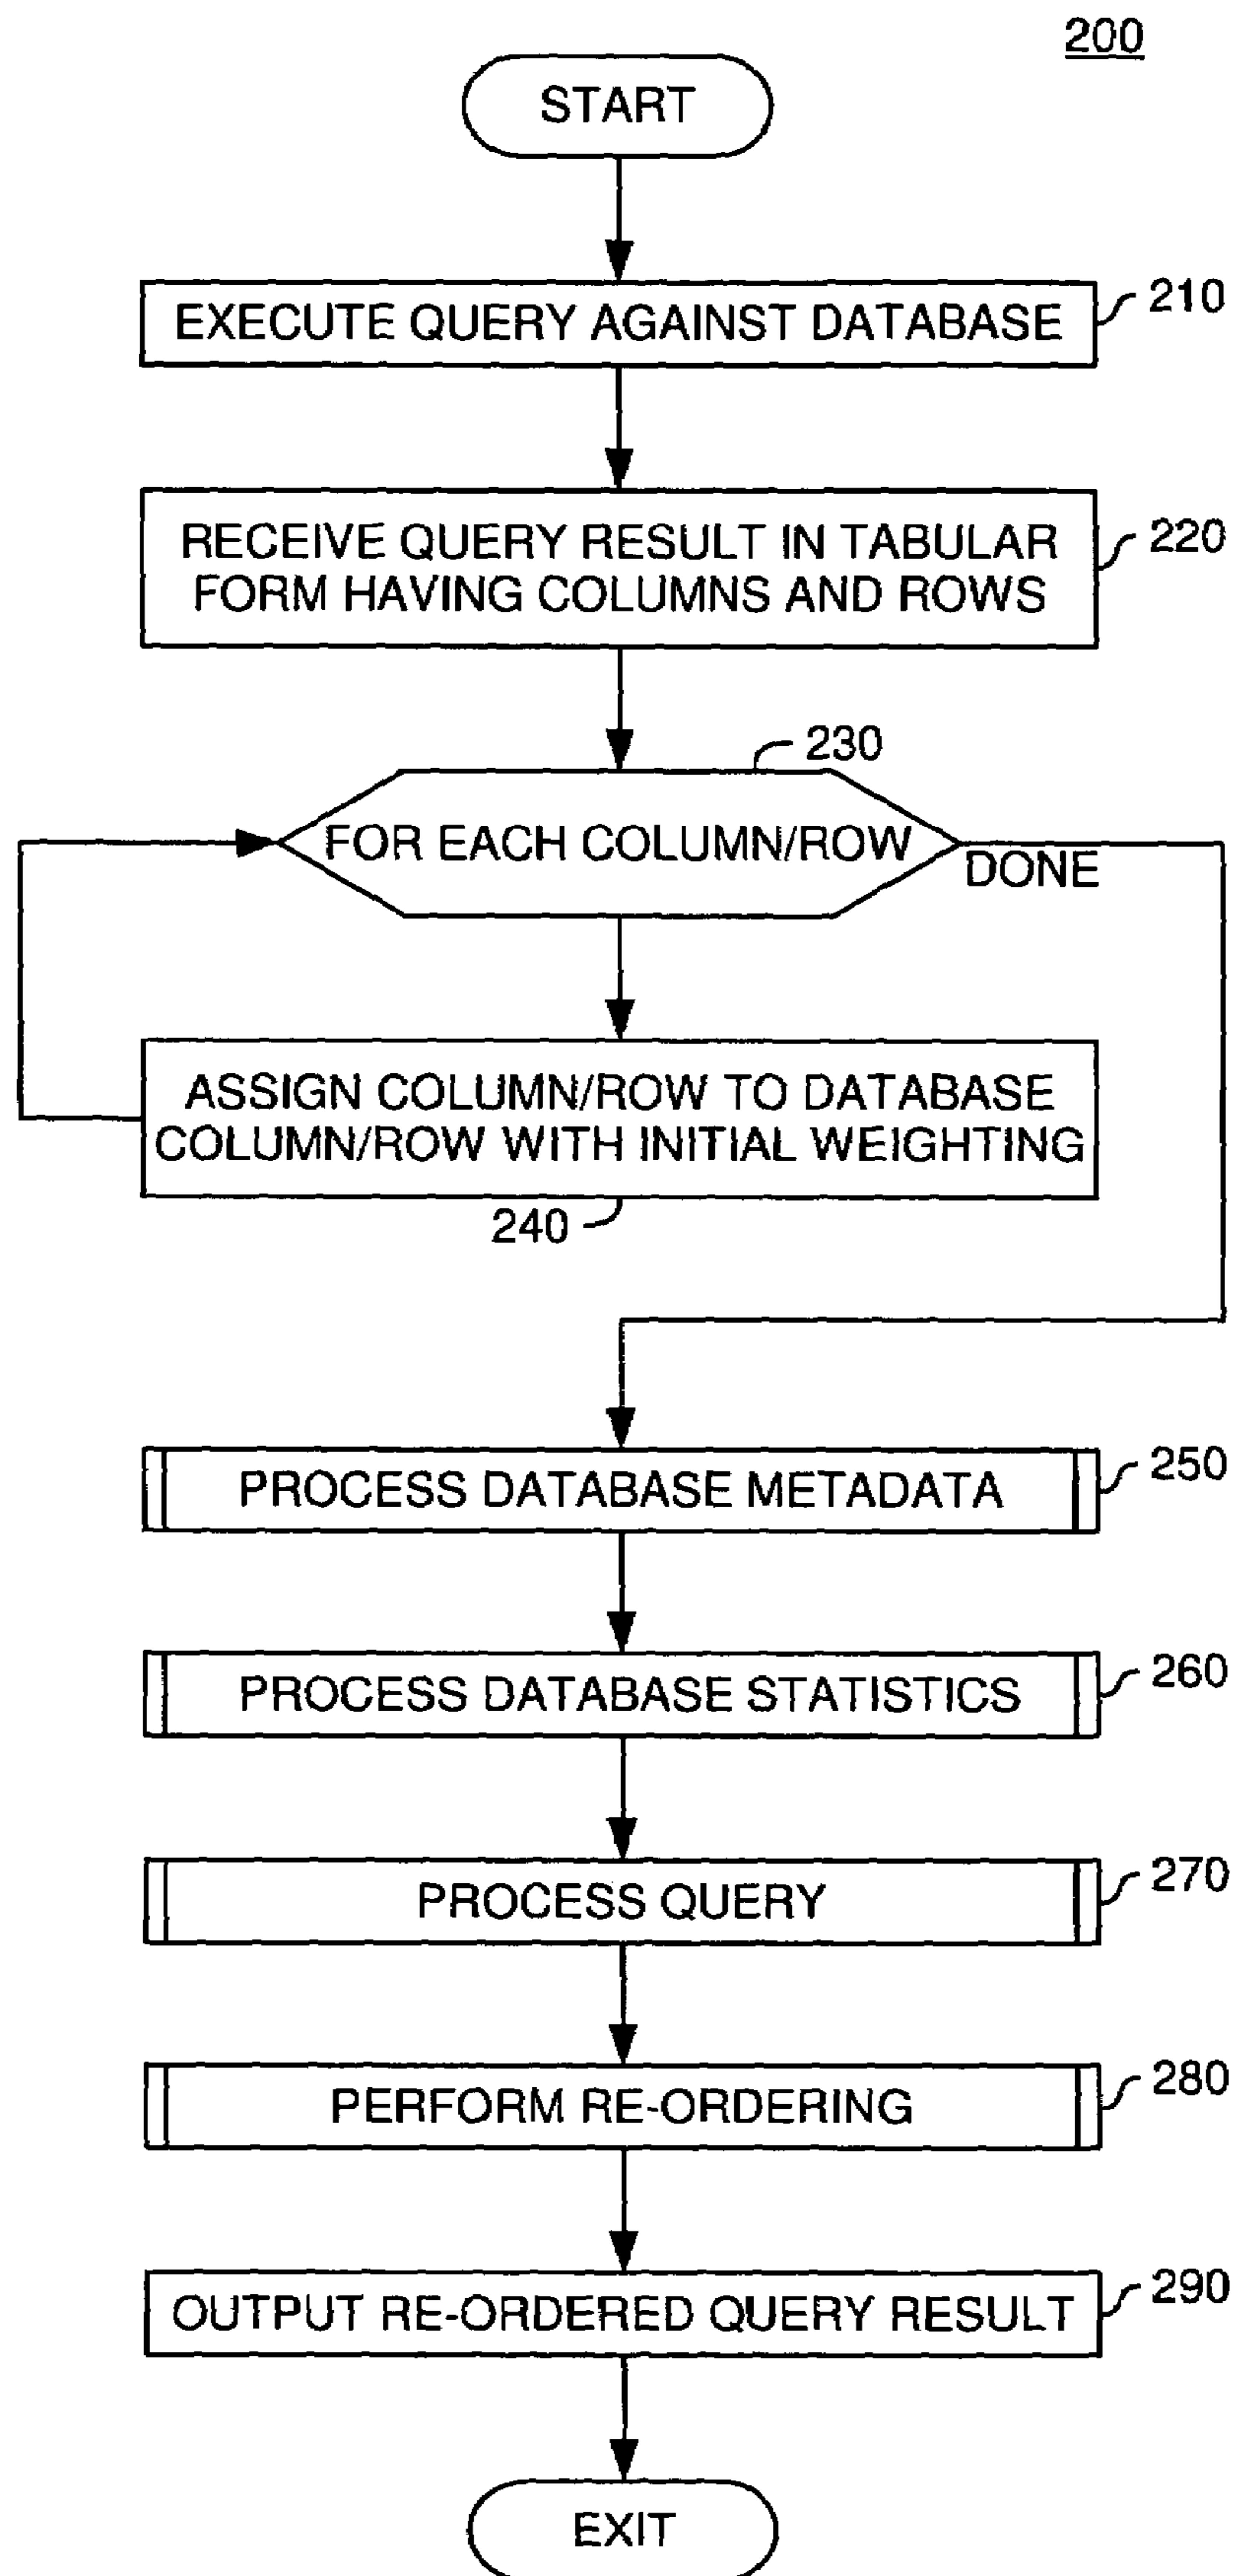 200
START
EXECUTE QUERY AGAINST DATABASE
210
RECEIVE QUERY RESULT IN TABULAR
FORM HAVING COLUMNS AND ROWS
220
230
FOR EACH COLUMN/ROW
DONE
ASSIGN COLUMN/ROW TO DATABASE
COLUMN/ROW WITH INITIAL WEIGHTING
240
PROCESS DATABASE METADATA
250
PROCESS DATABASE STATISTICS
260
PROCESS QUERY
270
PERFORM RE-ORDERING
280
OUTPUT RE-ORDERED QUERY RESULT
290
EXIT